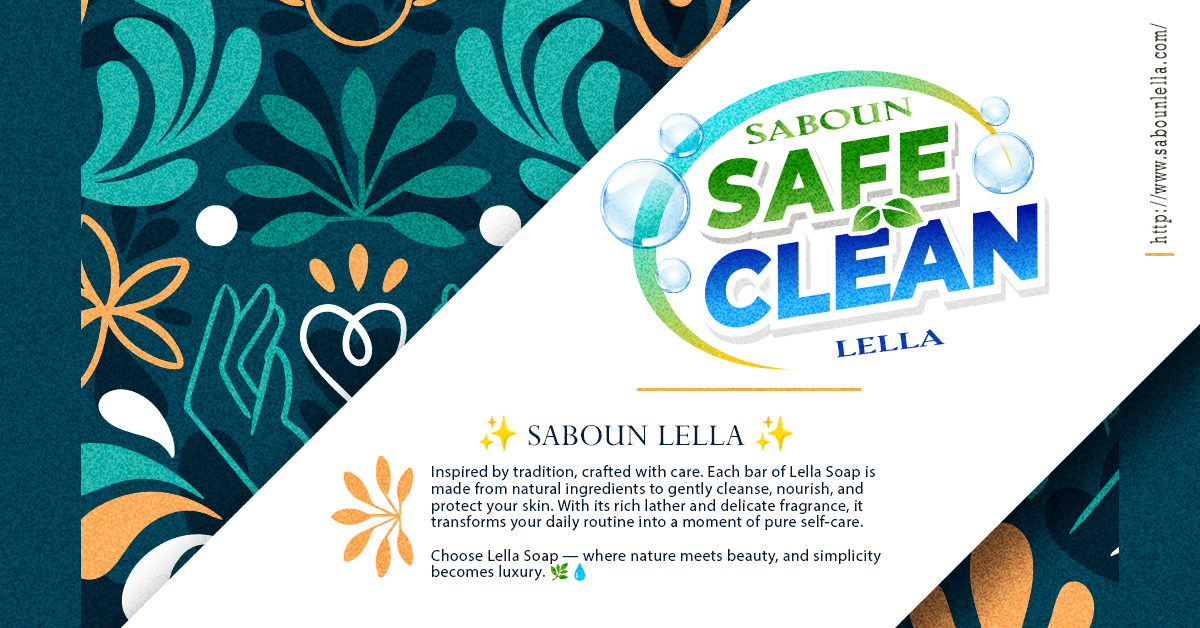 SABOUN
SAFE
CLEAN
LELLA
http://www.sabounlella.com/
✨ SABOUN LELLA ✨
Inspired by tradition, crafted with care. Each bar of Lella Soap is
made from natural ingredients to gently cleanse, nourish, and
protect your skin. With its rich lather and delicate fragrance, it
transforms your daily routine into a moment of pure self-care.
Choose Lella Soap — where nature meets beauty, and simplicity
becomes luxury. 🌿💧